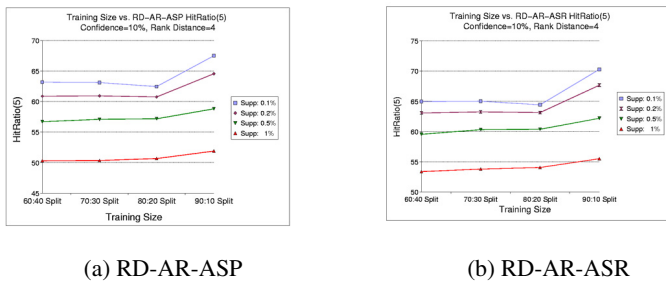 Training Size vs. RD-AR-ASP HitRatio(5)
Confidence=10%, Rank Distance=4
HitRatio(5)
70
65
60
55
50
45
60:40 Split 70:30 Split 80:20 Split 90:10 Split
Training Size
Supp: 0.1%
Supp: 0.2%
Supp: 0.5%
Supp: 1%
(a) RD-AR-ASP
Training Size vs. RD-AR-ASR HitRatio(5)
Confidence=10%, Rank Distance=4
HitRatio(5)
75
70
65
60
55
50
60:40 Split 70:30 Split 80:20 Split 90:10 Split
Training Size
Supp: 0.1%
Supp: 0.2%
Supp: 0.5%
Supp: 1%
(b) RD-AR-ASR